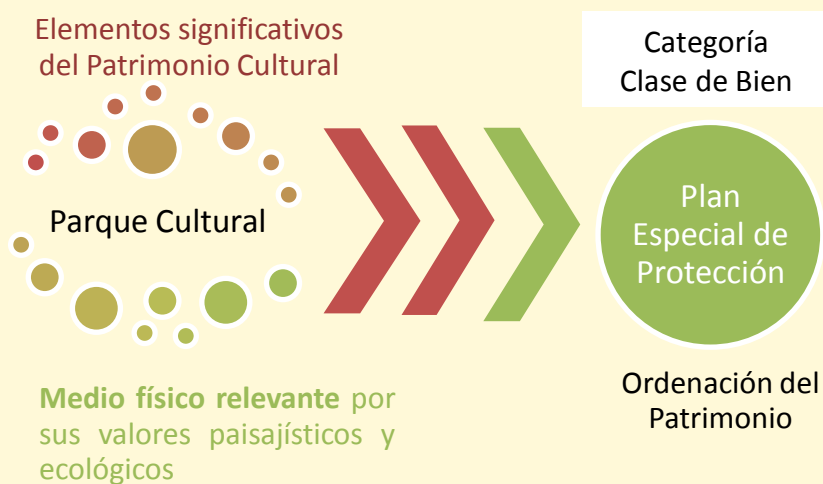 Elementos significativos
del Patrimonio Cultural
Parque Cultural
Medio físico relevante por
sus valores paisajísticos y
ecológicos
Categoría
Clase de Bien
Plan
Especial de
Protección
Ordenación del
Patrimonio